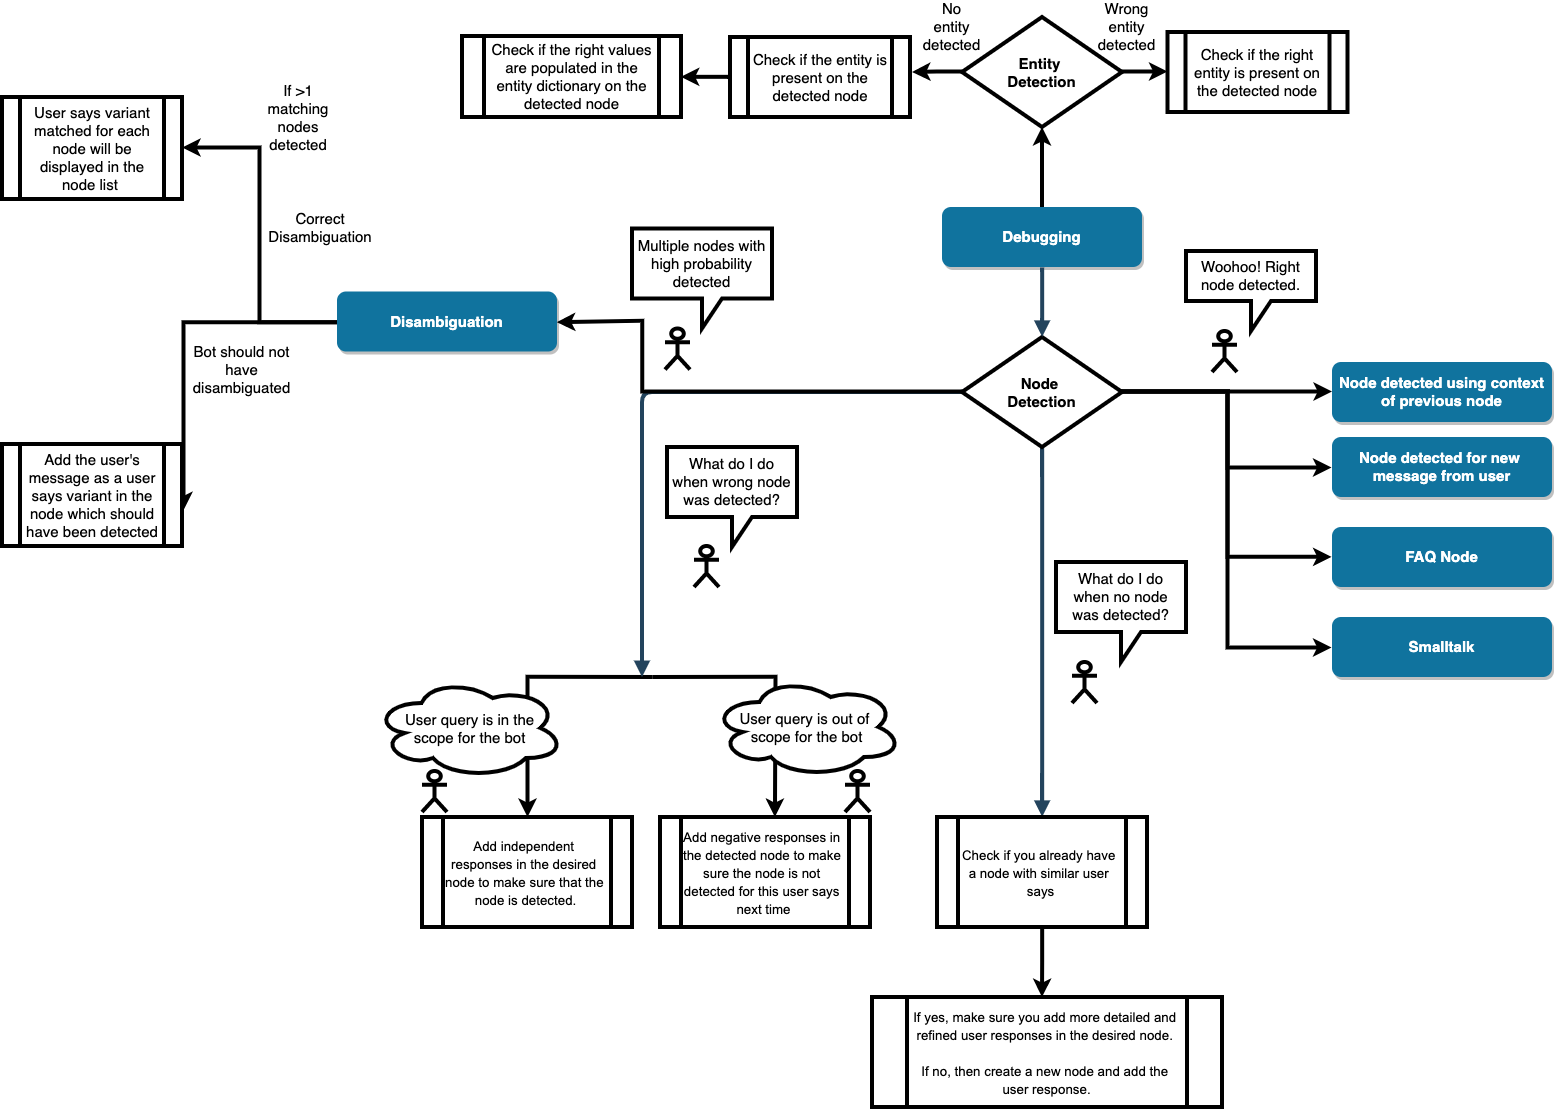 No
entity
detected
Wrong
entity
detected
Check if the right values
are populated in the
entity dictionary on the
detected node
Check if the entity is
present on the
detected node
Entity
Detection
Check if the right
entity is present on
the detected node
If >1
matching
nodes
detected
User says variant
matched for each
node will be
displayed in the
node list
Correct
Disambiguation
Multiple nodes with
high probability
detected
Debugging
Woohoo! Right
node detected.
Disambiguation
Bot should not
have
disambiguated
Node
Detection
Node detected using context
of previous node
Node detected for new
message from user
FAQ Node
Smalltalk
Add the user's
message as a user
says variant in the
node which should
have been detected
What do I do
when wrong node
was detected?
What do I do
when no node
was detected?
User query is in the
scope for the bot
User query is out of
scope for the bot
Add independent
responses in the desired
node to make sure that the
node is detected.
Add negative responses in
the detected node to make
sure the node is not
detected for this user says
next time
Check if you already have
a node with similar user
says
If yes, make sure you add more detailed and
refined user responses in the desired node.
If no, then create a new node and add the
user response.